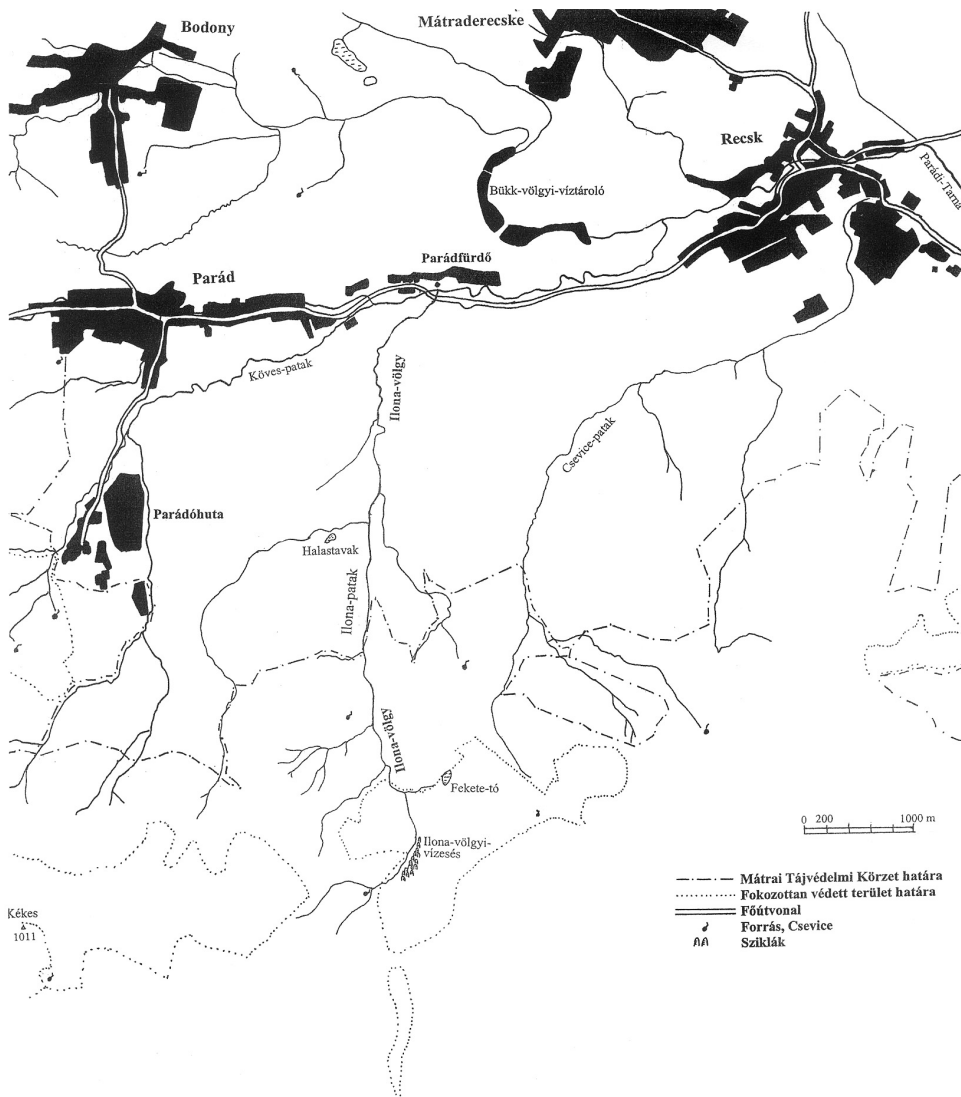 Bodony
Mátraderecske
Recsk
Parádi-Tarna
Bükk-völgyi-víztároló
Parádfürdő
Parád
Köves-patak
Ilona-völgy
Csevice-patak
Parádóhuta
Halastavak
Ilona-patak
Ilona-völgy
Fekete-tó
Ilona-völgyi-
vízesés
0 200 1000 m
Mátrai Tájvédelmi Körzet határa
Fokozottan védett terület határa
Főútvonal
Forrás, Csevice
Sziklák
Kékes
1011